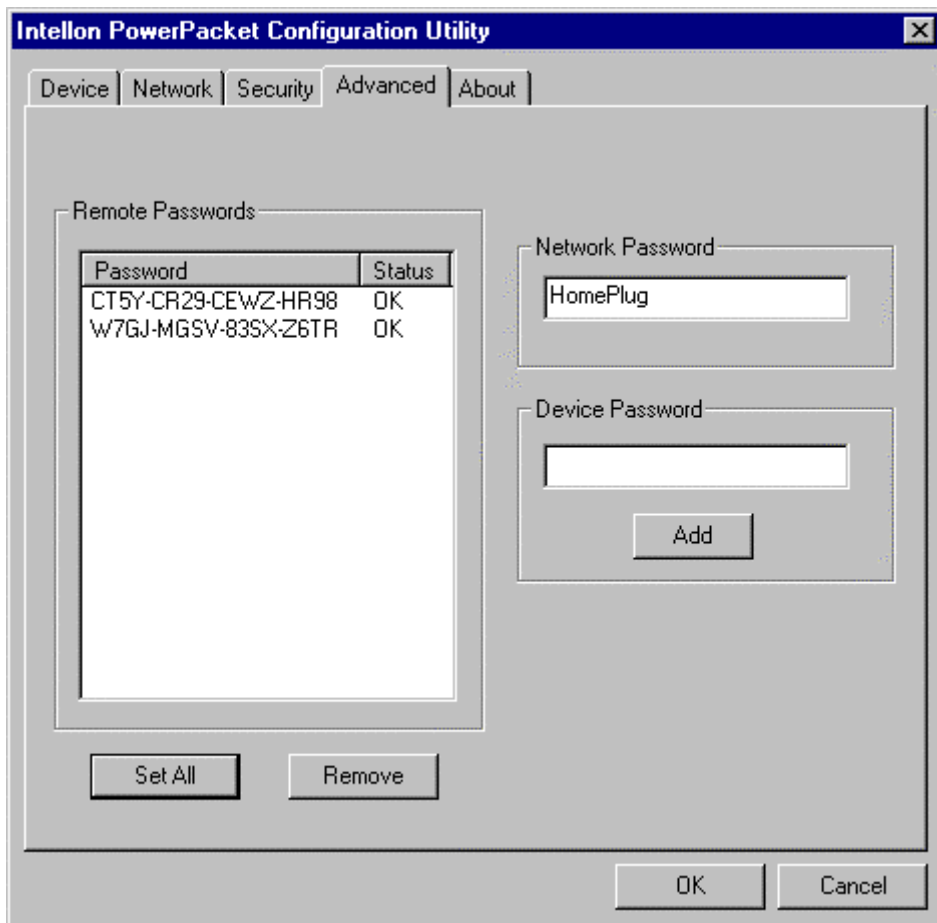 Intellon PowerPacket Configuration Utility
Device Network Security Advanced About
Remote Passwords
Password Status
CT5Y-CR29-CEWZ-HR98 OK
W7GJ-MGSV-83SX-Z6TR OK
Network Password
HomePlug
Device Password
Add
Set All Remove
OK Cancel